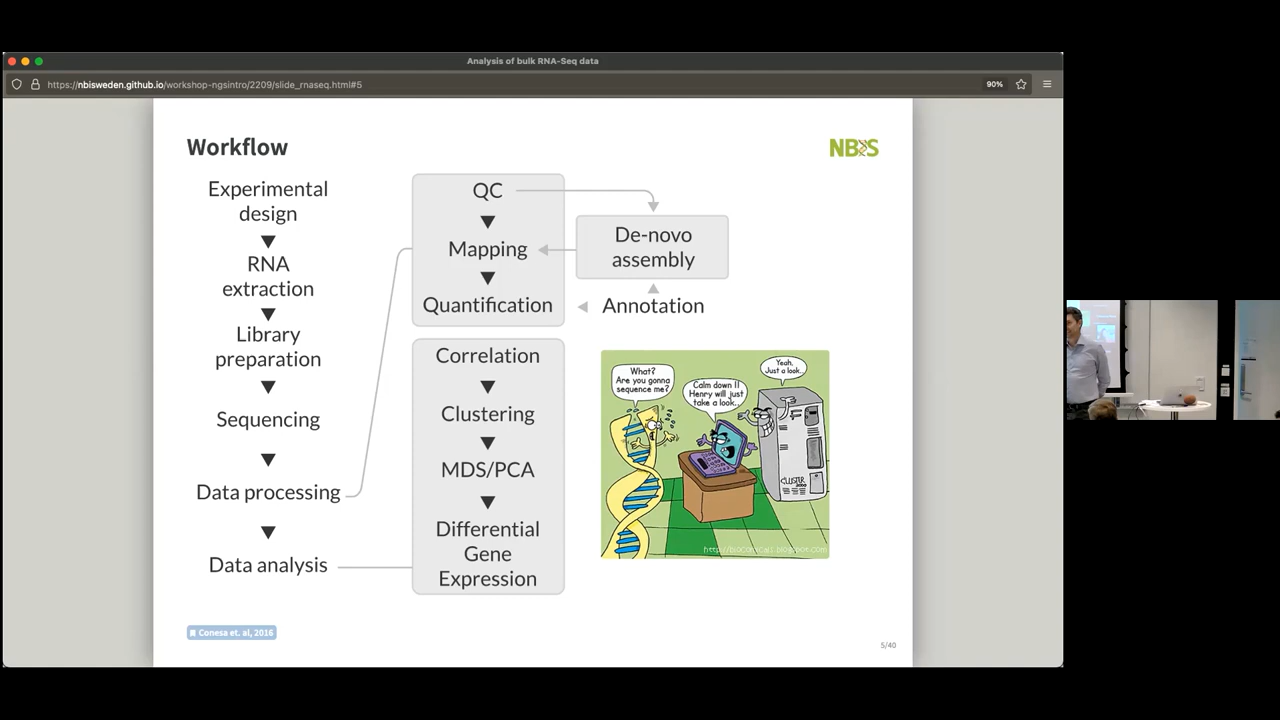 Analysis of bulk RNA-Seq data
https://nbisweden.github.io/workshop-ngsintro/2209/slide_rnaseq.html#5
90%
Workflow
NBIS
Experimental
design
RNA
extraction
Library
preparation
Sequencing
Data processing
Data analysis
QC
Mapping
Quantification
De-novo
assembly
Annotation
Correlation
Clustering
MDS/PCA
Differential
Gene
Expression
What?
Are you gonna
sequence me?
Calm down !!
Henry will just
take a look..
Yeah,
Just a look..
CLUSTER
Conesa et. al, 2016
5/40